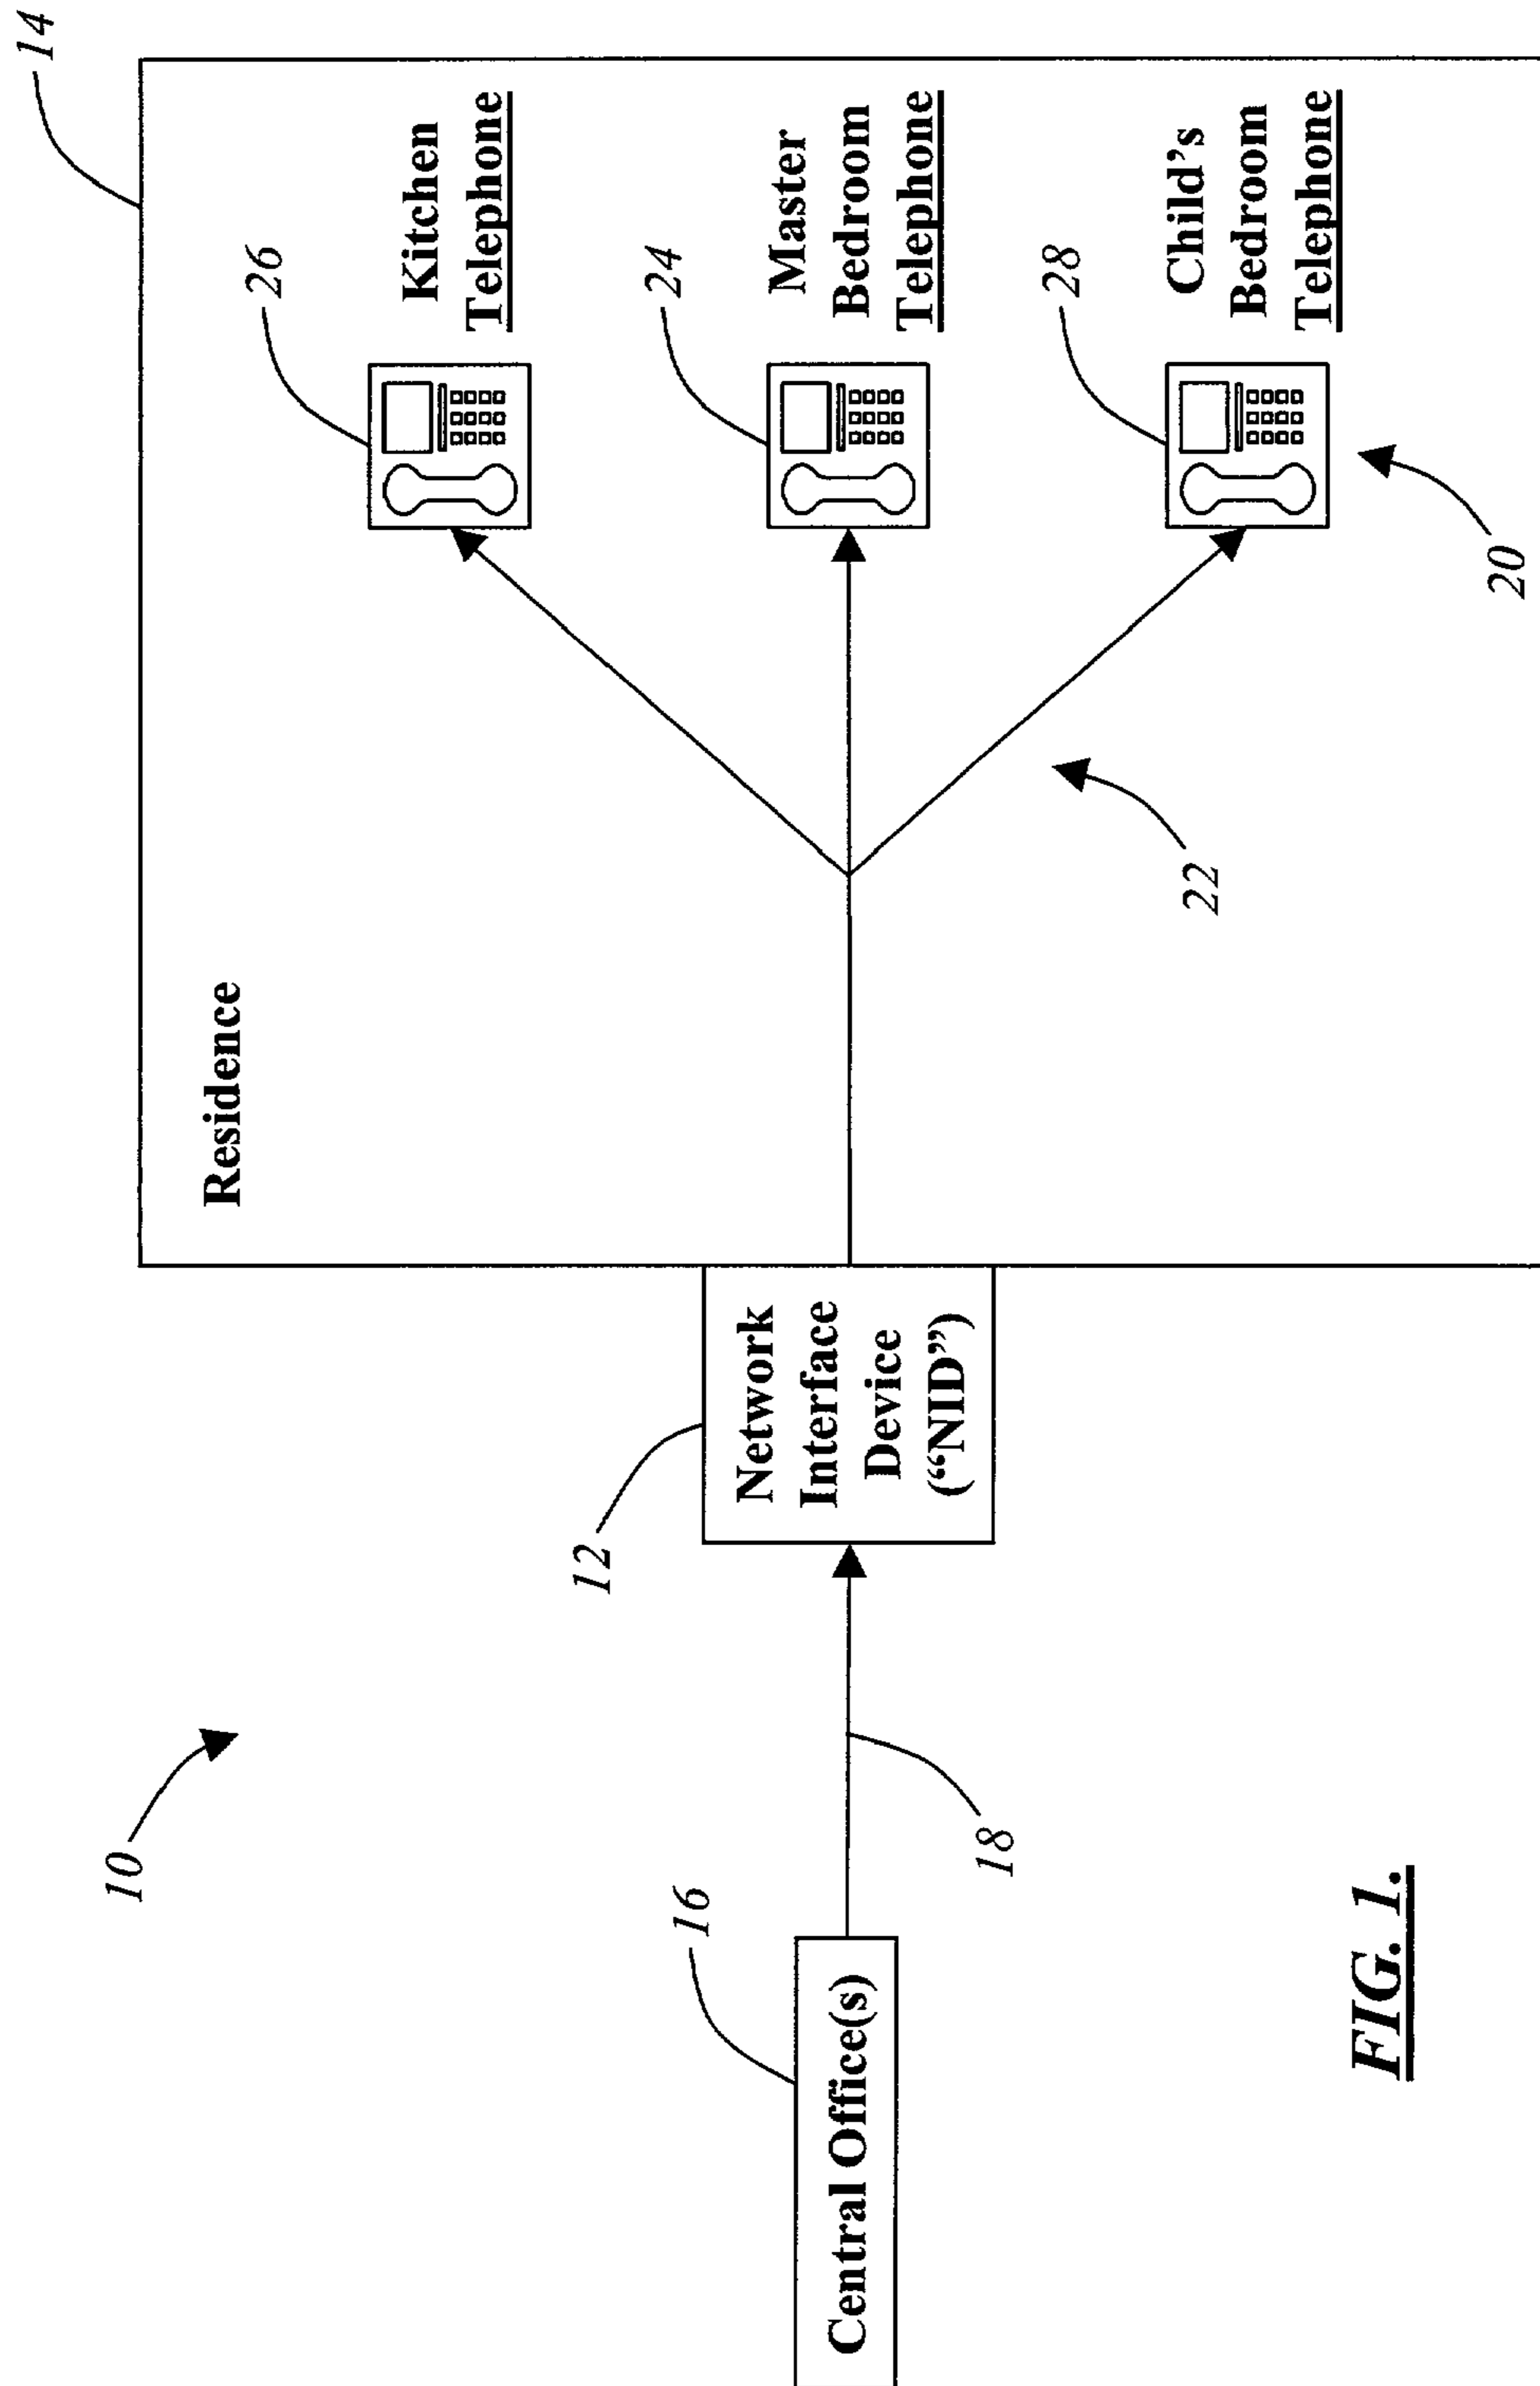 14
Residence
26
Kitchen
Telephone
10
12
24
Master
Bedroom
Telephone
16
Network
Interface
Device
(“NID”)
Central Office(s)
18
28
Child's
Bedroom
Telephone
22
20
FIG. 1.